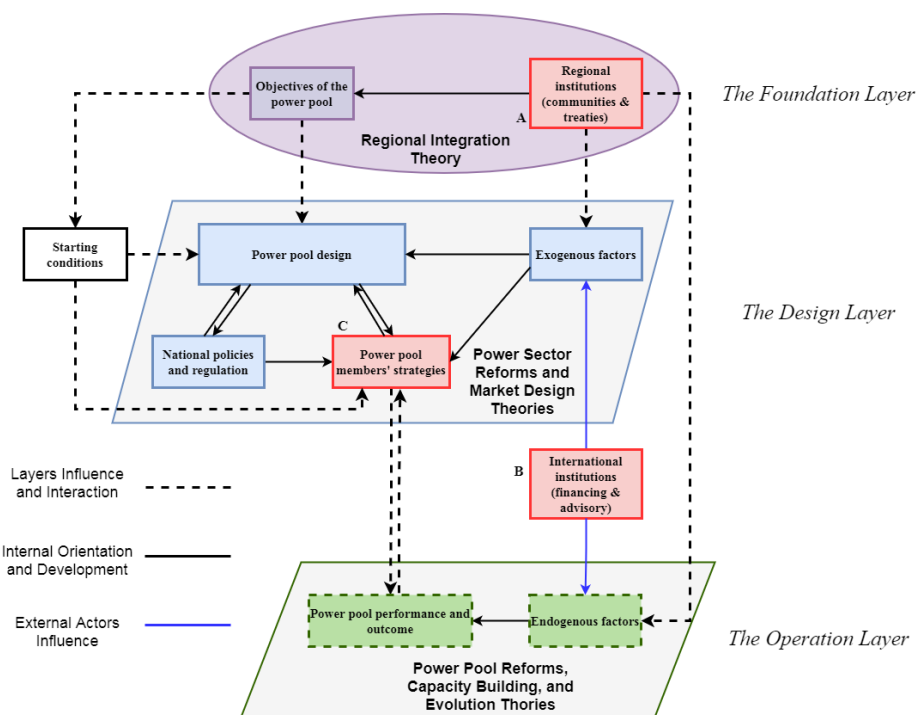 Objectives of the
power pool
Regional
institutions
(communities &
treaties)
A
The Foundation Layer
Regional Integration
Theory
Starting
conditions
Power pool design
Exogenous factors
The Design Layer
C
National policies
and regulation
Power pool
members' strategies
Power Sector
Reforms and
Market Design
Theories
Layers Influence
and Interaction
B
International
institutions
(financing &
advisory)
Internal Orientation
and Development
External Actors
Influence
Power pool performance and
outcome
Endogenous factors
The Operation Layer
Power Pool Reforms,
Capacity Building, and
Evolution Thories